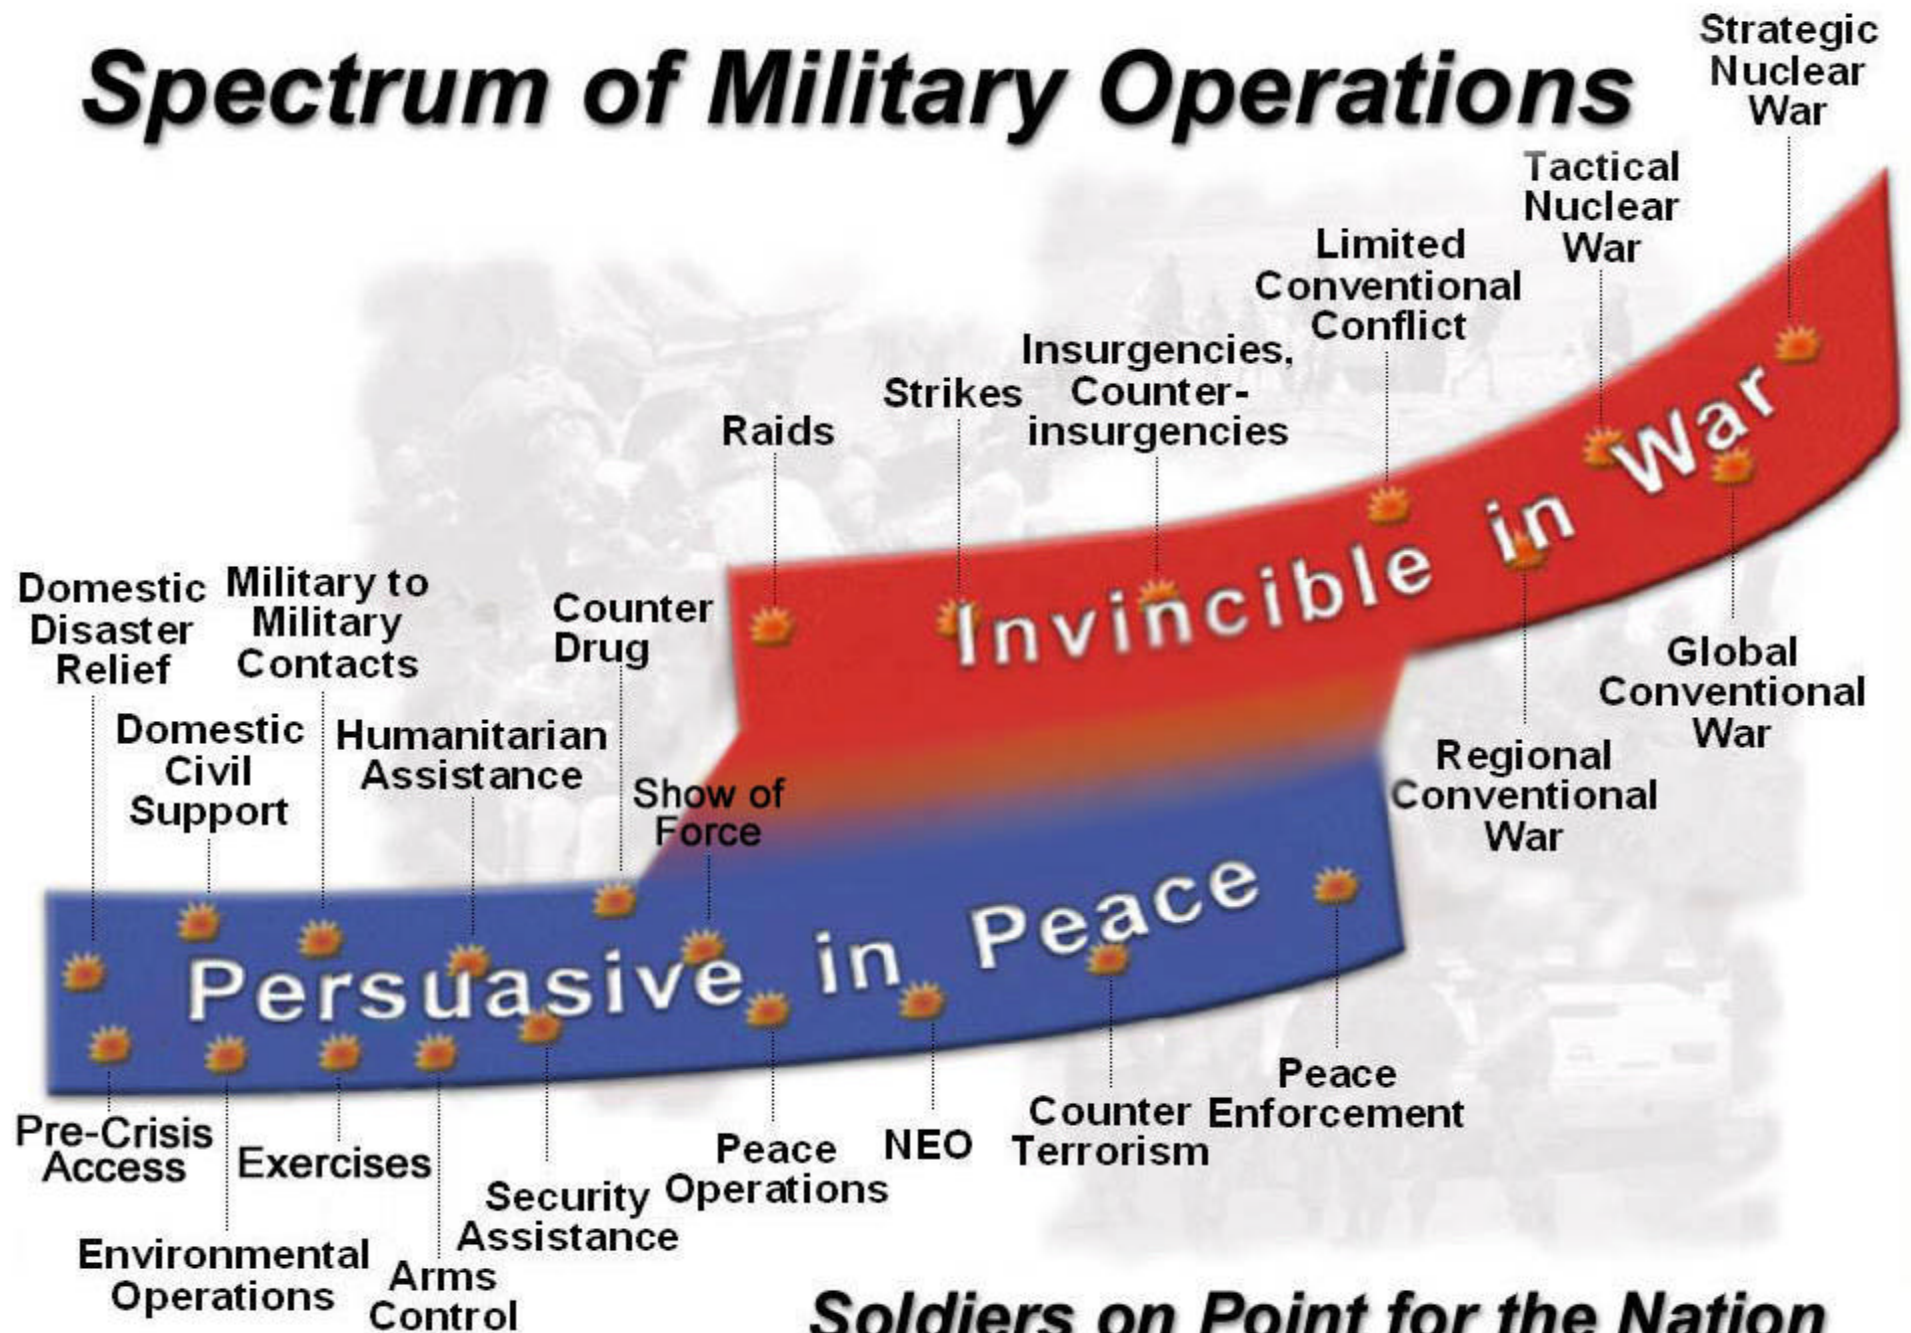 Spectrum of Military Operations
Strategic
Nuclear
War
Tactical
Nuclear
War
Limited
Conventional
Conflict
Insurgencies,
Counter-
insurgencies
Strikes
Raids
Counter
Drug
Military to
Military
Contacts
Domestic
Disaster
Relief
Domestic
Civil
Support
Humanitarian
Assistance
Show of
Force
Invincible in War
Global
Conventional
War
Regional
Conventional
War
Persuasive in Peace
Pre-Crisis
Access
Environmental
Operations
Exercises
Arms
Control
Security
Assistance
Peace
Operations
NEO
Counter
Terrorism
Peace
Enforcement
Soldiers on Point for the Nation